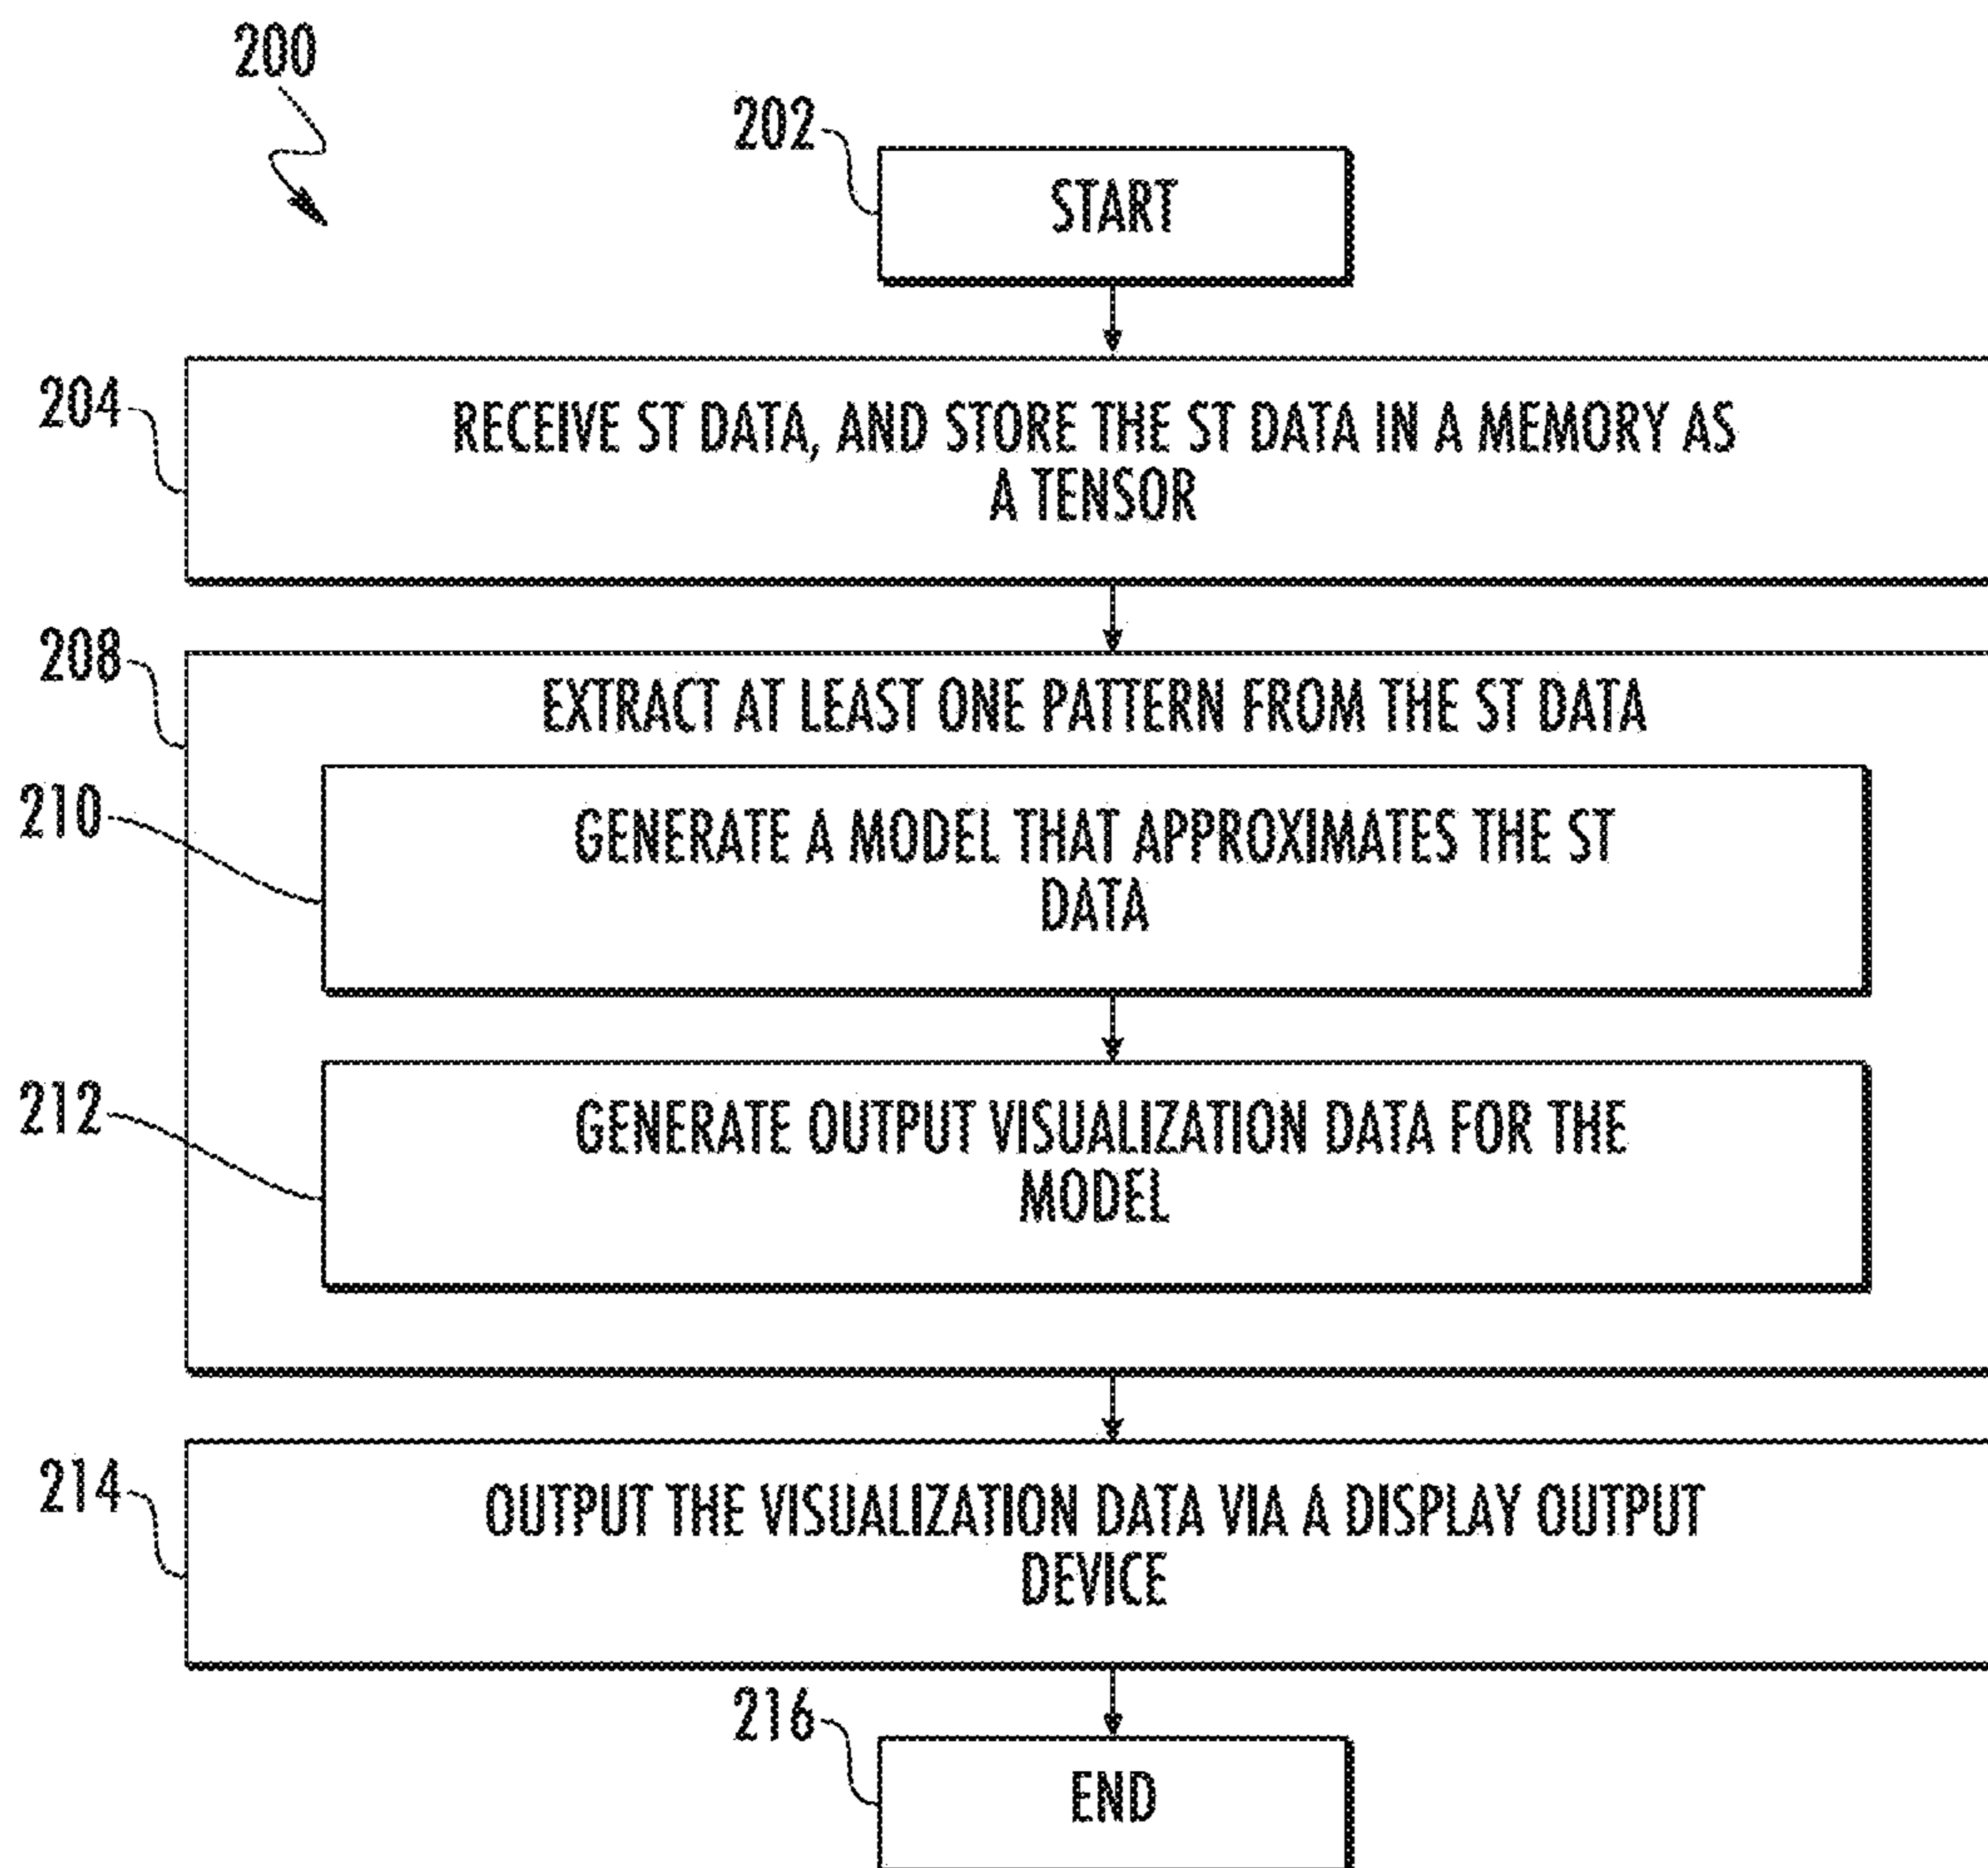 200
202
START
204
RECEIVE ST DATA, AND STORE THE ST DATA IN A MEMORY AS
A TENSOR
208
EXTRACT AT LEAST ONE PATTERN FROM THE ST DATA
210
GENERATE A MODEL THAT APPROXIMATES THE ST
DATA
212
GENERATE OUTPUT VISUALIZATION DATA FOR THE
MODEL
214
OUTPUT THE VISUALIZATION DATA VIA A DISPLAY OUTPUT
DEVICE
216
END